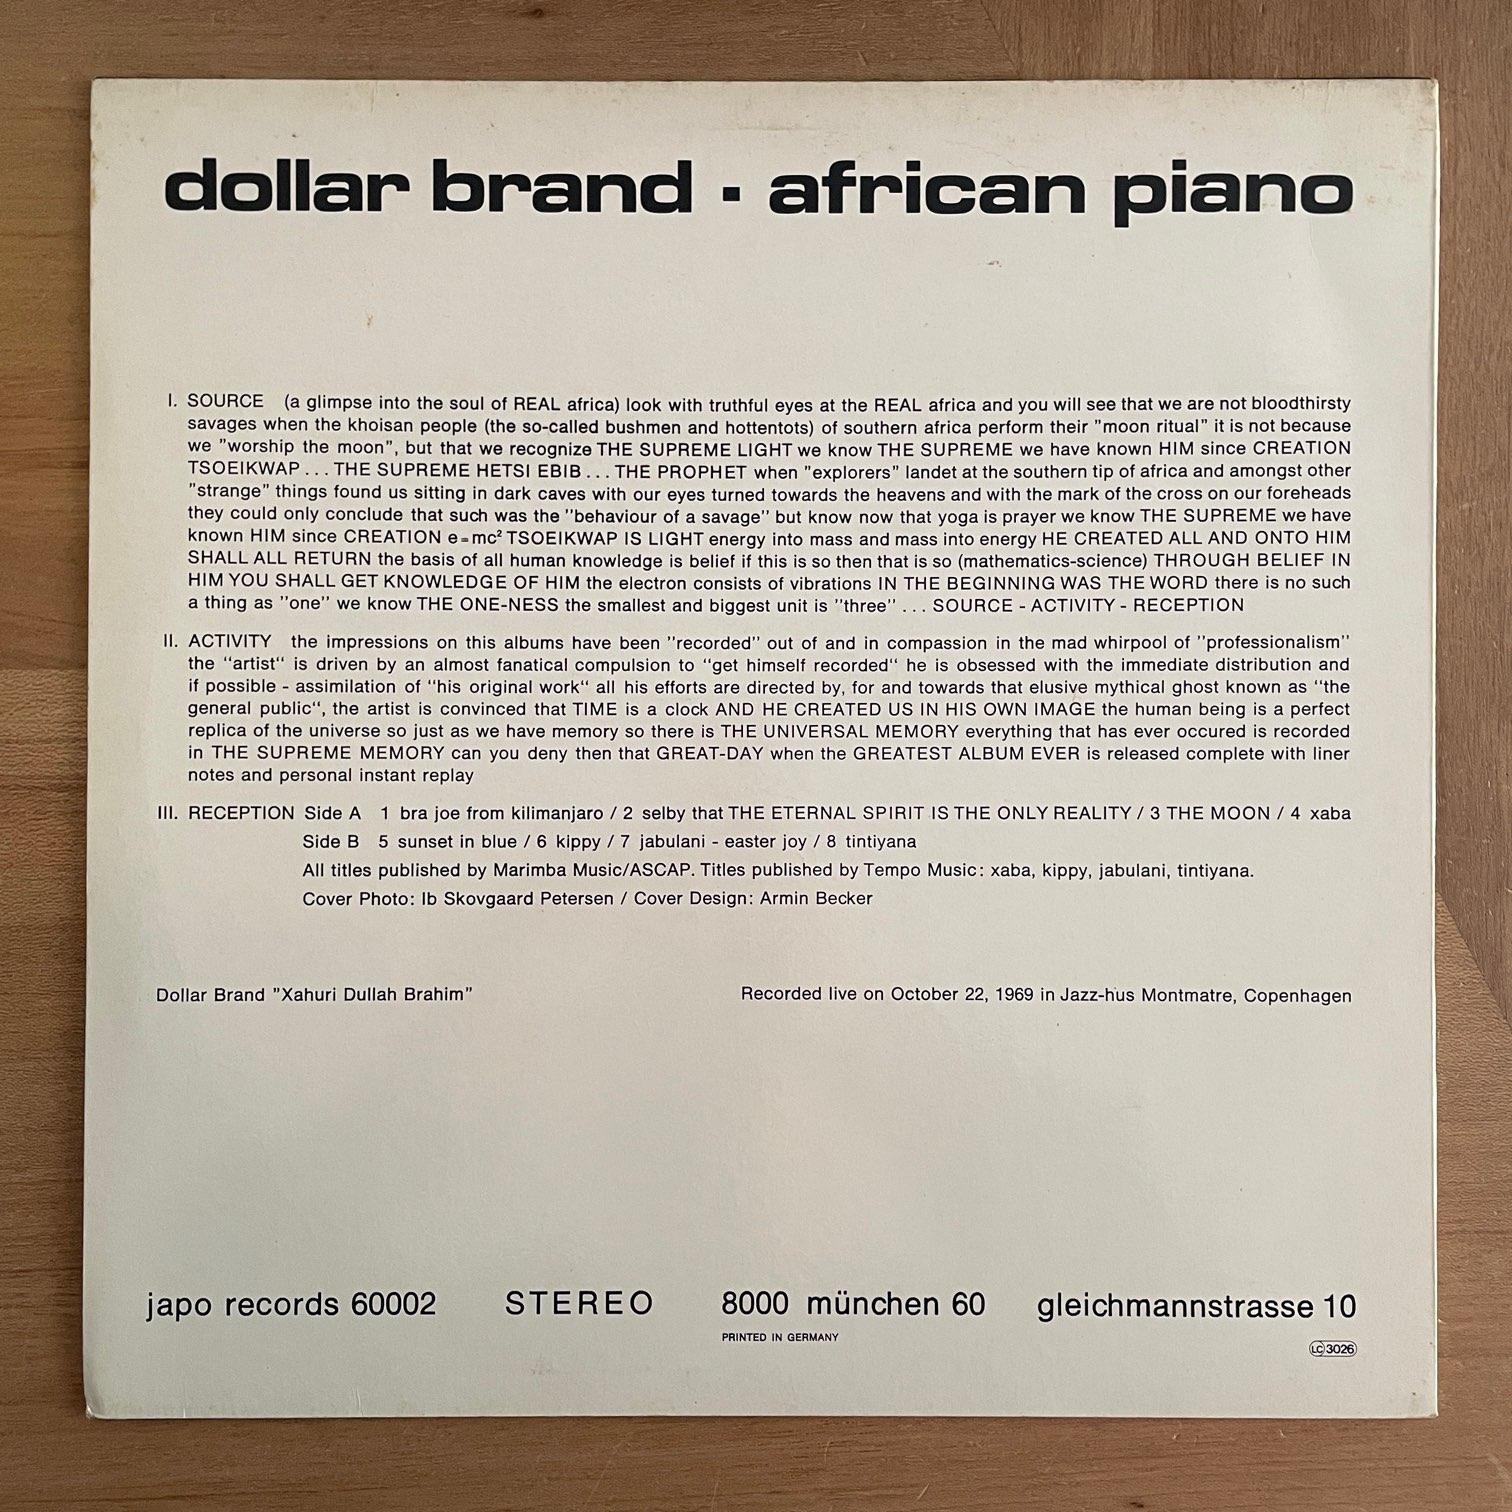 dollar brand ▪ african piano
I. SOURCE (a glimpse into the soul of REAL africa) look with truthful eyes at the REAL africa and you will see that we are not bloodthirsty
savages when the khoisan people (the so-called bushmen and hottentots) of southern africa perform their "moon ritual" it is not because
we "worship the moon", but that we recognize THE SUPREME LIGHT we know THE SUPREME we have known HIM since CREATION
TSOEIKWAP . . . THE SUPREME HETSI EBIB . . . THE PROPHET when "explorers" landet at the southern tip of africa and amongst other
"strange" things found us sitting in dark caves with our eyes turned towards the heavens and with the mark of the cross on our foreheads
they could only conclude that such was the "behaviour of a savage" but know now that yoga is prayer we know THE SUPREME we have
known HIM since CREATION e=mc² TSOEIKWAP IS LIGHT energy into mass and mass into energy HE CREATED ALL AND ONTO HIM
SHALL ALL RETURN the basis of all human knowledge is belief if this is so then that is so (mathematics-science) THROUGH BELIEF IN
HIM YOU SHALL GET KNOWLEDGE OF HIM the electron consists of vibrations IN THE BEGINNING WAS THE WORD there is no such
a thing as "one" we know THE ONE-NESS the smallest and biggest unit is "three" . . . SOURCE - ACTIVITY - RECEPTION
II. ACTIVITY the impressions on this albums have been "recorded" out of and in compassion in the mad whirpool of "professionalism"
the "artist" is driven by an almost fanatical compulsion to "get himself recorded" he is obsessed with the immediate distribution and
if possible - assimilation of "his original work" all his efforts are directed by, for and towards that elusive mythical ghost known as "the
general public", the artist is convinced that TIME is a clock AND HE CREATED US IN HIS OWN IMAGE the human being is a perfect
replica of the universe so just as we have memory so there is THE UNIVERSAL MEMORY everything that has ever occured is recorded
in THE SUPREME MEMORY can you deny then that GREAT-DAY when the GREATEST ALBUM EVER is released complete with liner
notes and personal instant replay
III. RECEPTION Side A 1 bra joe from kilimanjaro / 2 selby that THE ETERNAL SPIRIT IS THE ONLY REALITY / 3 THE MOON / 4 xaba
Side B 5 sunset in blue / 6 kippy / 7 jabulani - easter joy / 8 tintiyana
All titles published by Marimba Music/ASCAP. Titles published by Tempo Music: xaba, kippy, jabulani, tintiyana.
Cover Photo: Ib Skovgaard Petersen / Cover Design: Armin Becker
Dollar Brand "Xahuri Dullah Brahim" Recorded live on October 22, 1969 in Jazz-hus Montmatre, Copenhagen
japo records 60002 STEREO 8000 münchen 60 gleichmannstrasse 10
PRINTED IN GERMANY
LC 3026